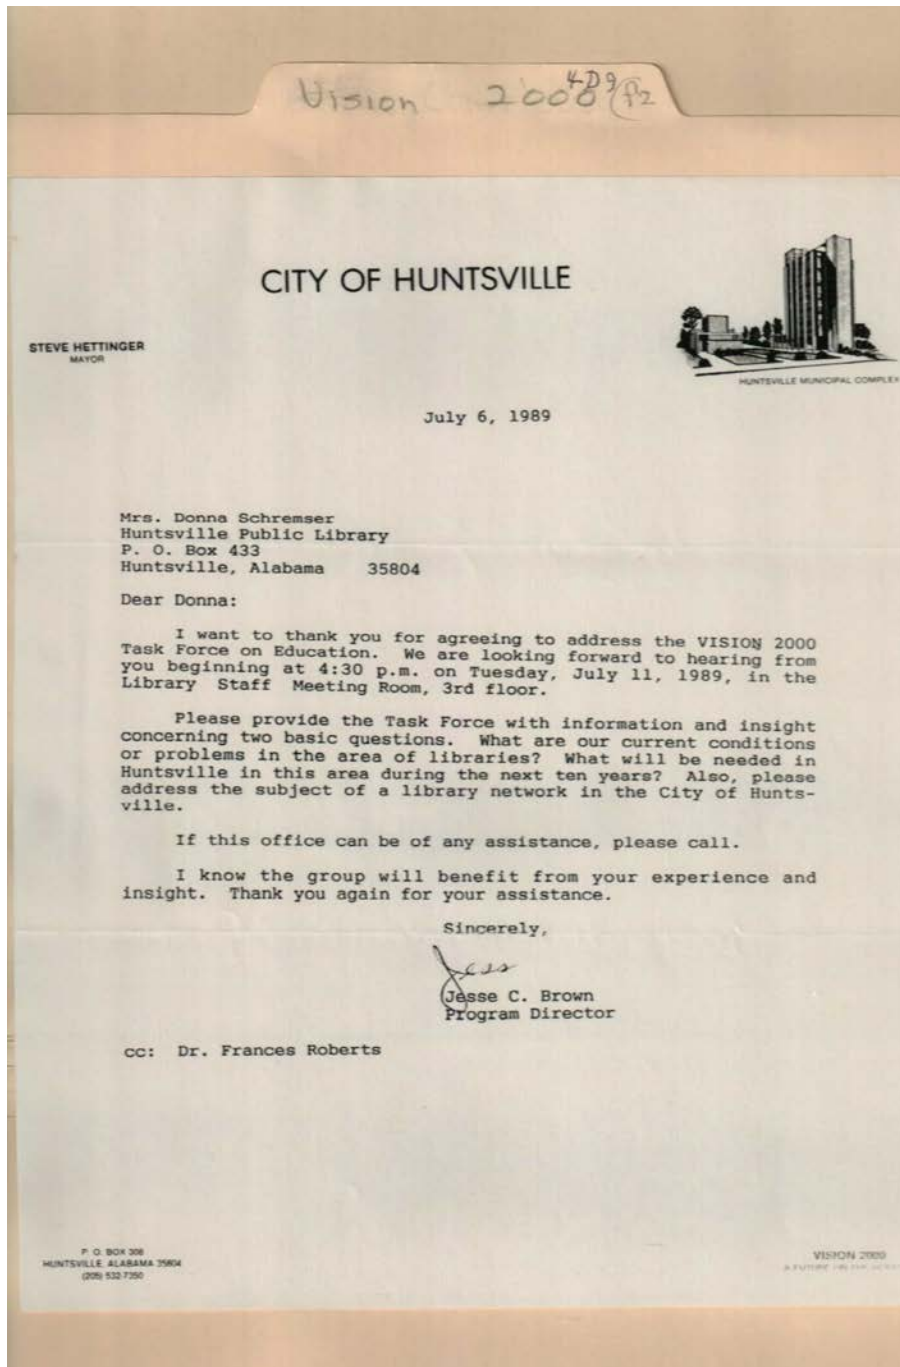 Vision 2000
4D9
f2
CITY OF HUNTSVILLE
STEVE HETTINGER
MAYOR
HUNTSVILLE MUNICIPAL COMPLEX
July 6, 1989
Mrs. Donna Schremser
Huntsville Public Library
P. O. Box 433
Huntsville, Alabama 35804
Dear Donna:
I want to thank you for agreeing to address the VISION 2000
Task Force on Education. We are looking forward to hearing from
you beginning at 4:30 p.m. on Tuesday, July 11, 1989, in the
Library Staff Meeting Room, 3rd floor.
Please provide the Task Force with information and insight
concerning two basic questions. What are our current conditions
or problems in the area of libraries? What will be needed in
Huntsville in this area during the next ten years? Also, please
address the subject of a library network in the City of Hunts-
ville.
If this office can be of any assistance, please call.
I know the group will benefit from your experience and
insight. Thank you again for your assistance.
Sincerely,
Jess
Jesse C. Brown
Program Director
cc: Dr. Frances Roberts
P. O. BOX 308
HUNTSVILLE, ALABAMA 35804
(205) 532-7350
VISION 2000
A FUTURE